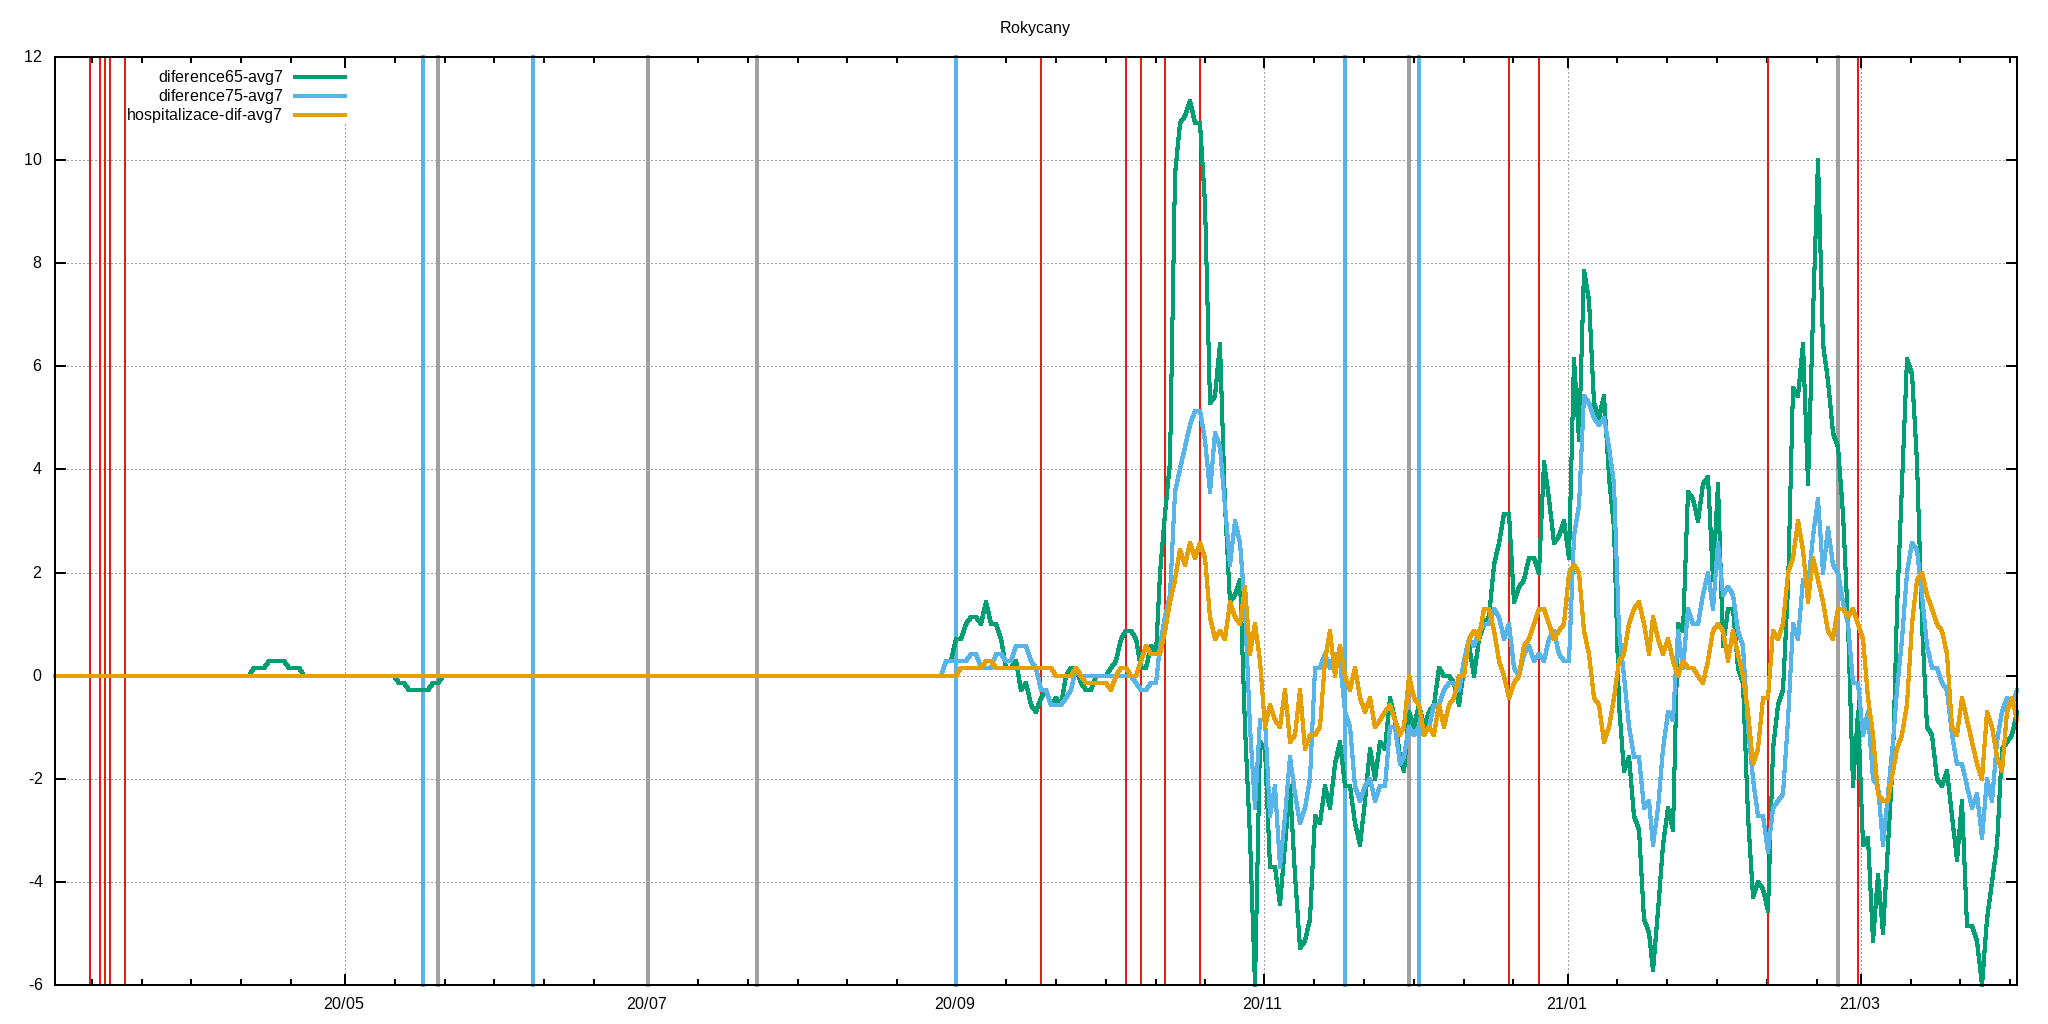 Rokycany
12
10
8
6
4
2
0
-2
-4
-6
diference65-avg7
diference75-avg7
hospitalizace-dif-avg7
20/05 20/07 20/09 20/11 21/01 21/03